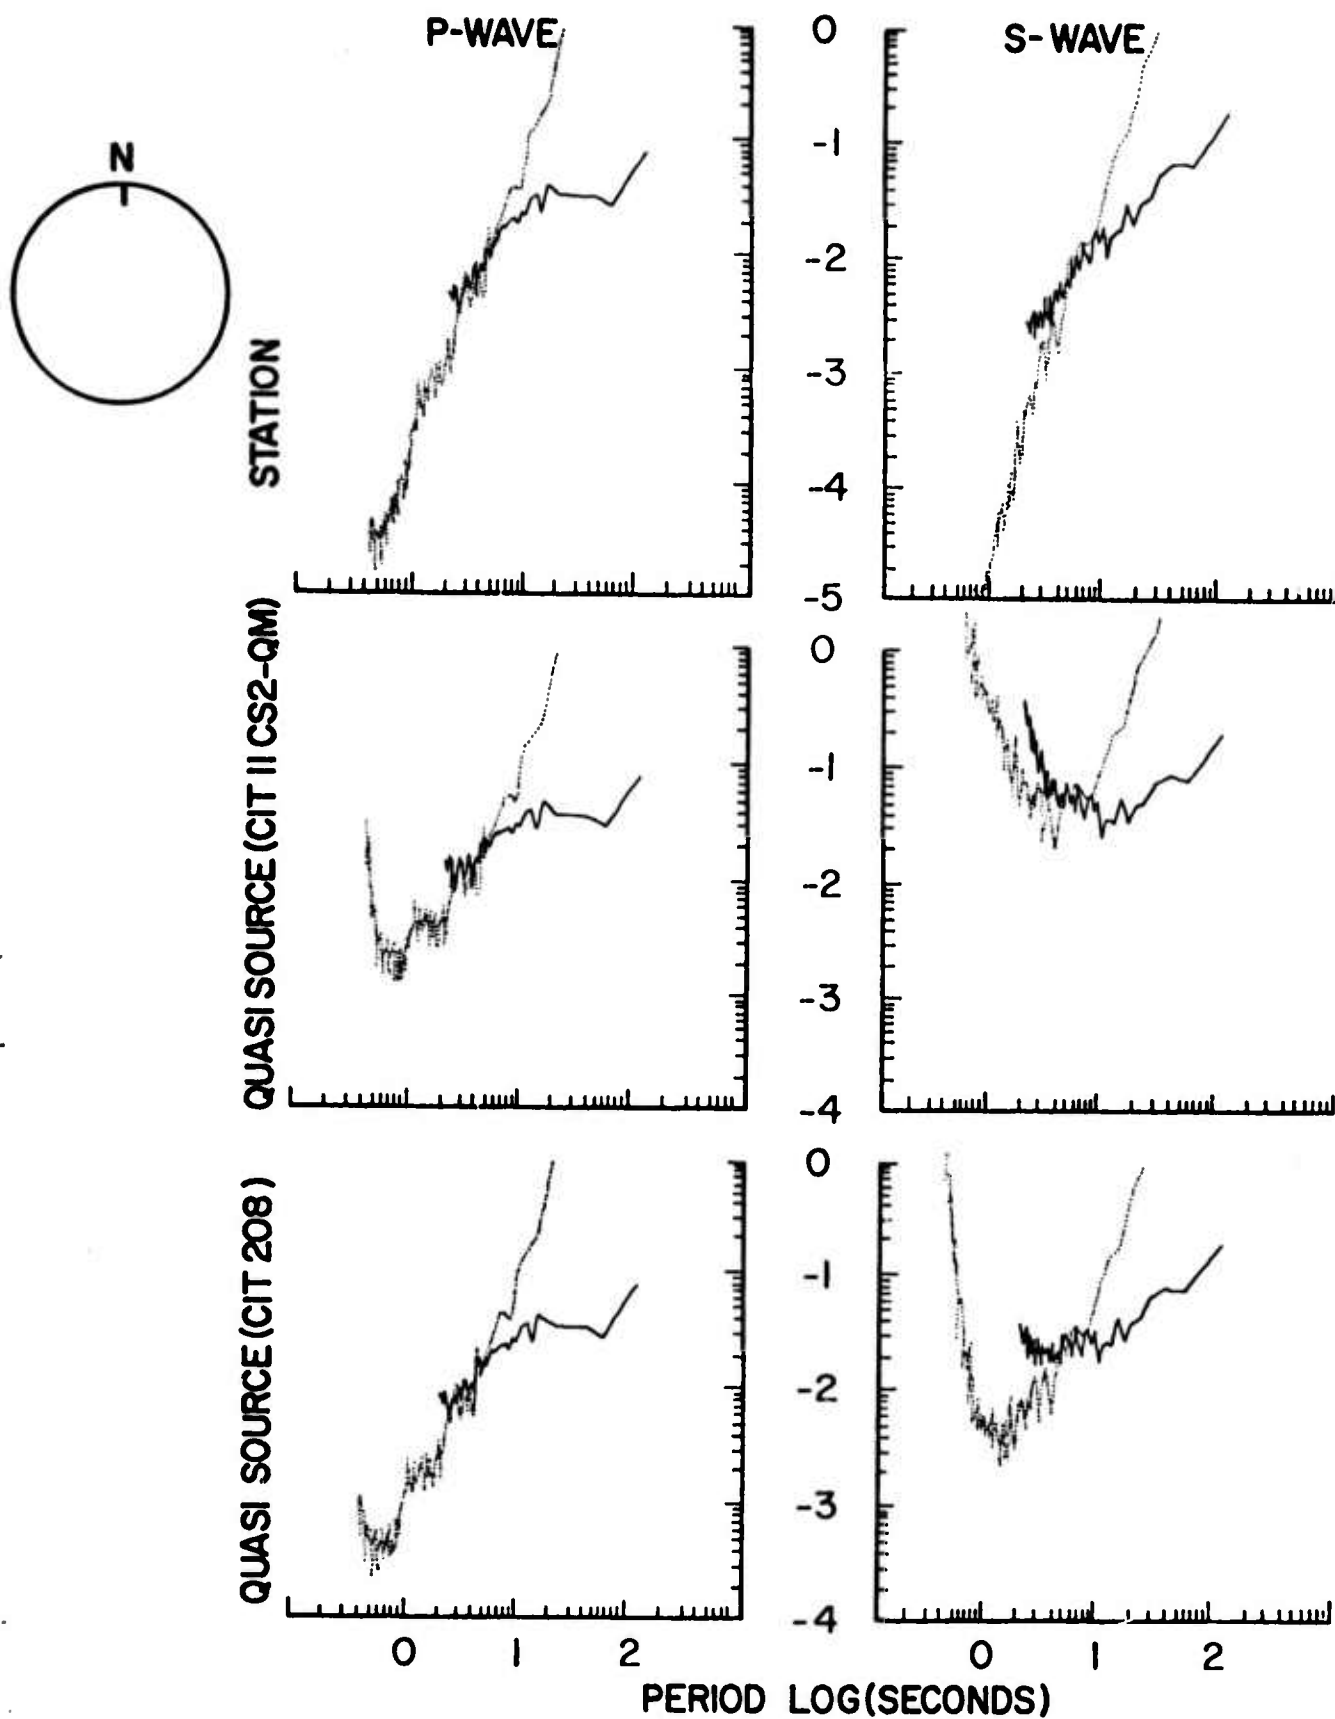 P-WAVE
S-WAVE
N
STATION
0
-1
-2
-3
-4
-5
QUASI SOURCE (CIT 11 CS2-QM)
0
-1
-2
-3
-4
QUASI SOURCE (CIT 208)
0
-1
-2
-3
-4
0 1 2
0 1 2
PERIOD LOG (SECONDS)